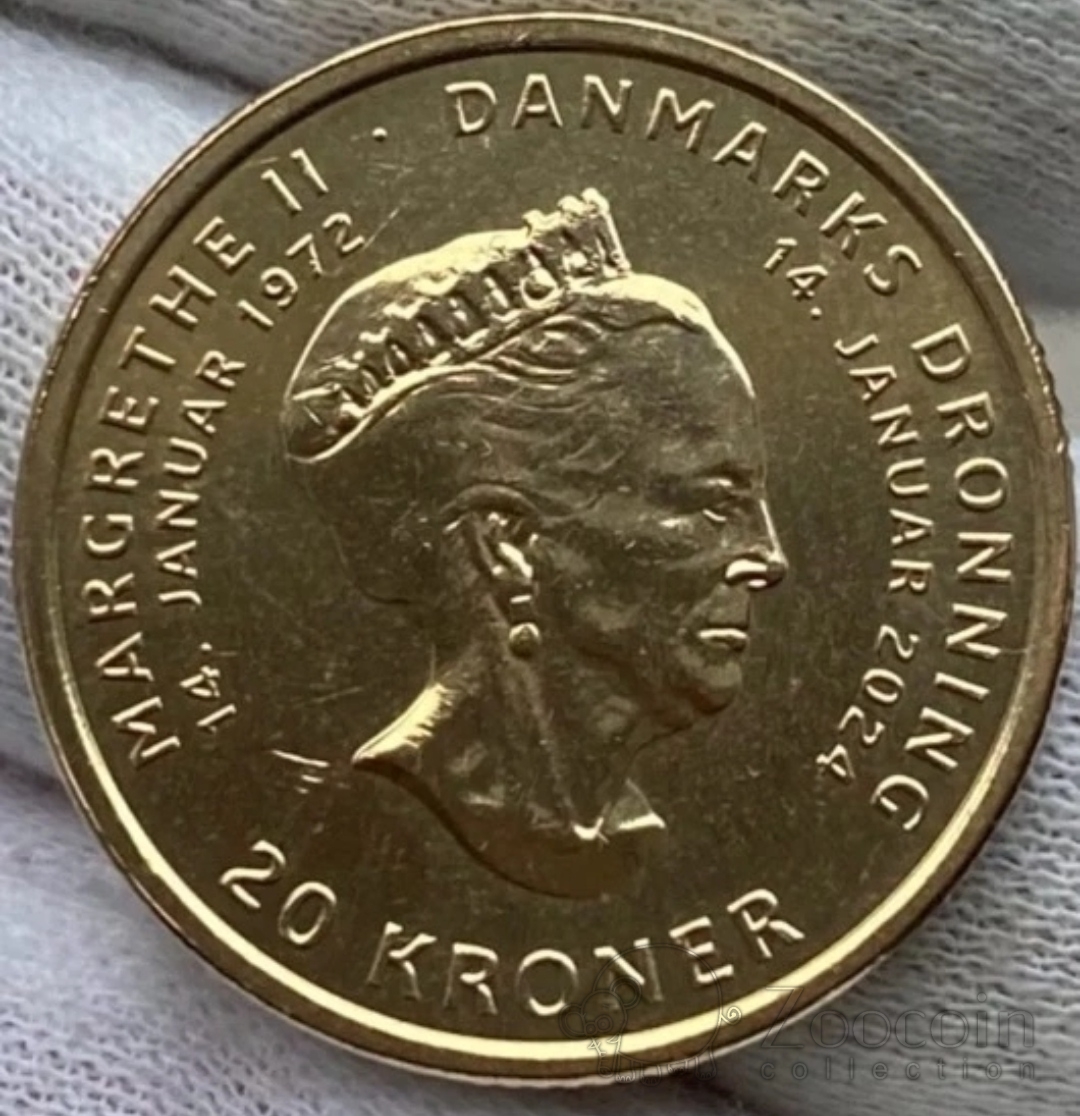 MARGRETHE II · DANMARKS DRONNING
14. JANUAR 1972
14. JANUAR 2024
20 KRONER
Zoocoin
collection